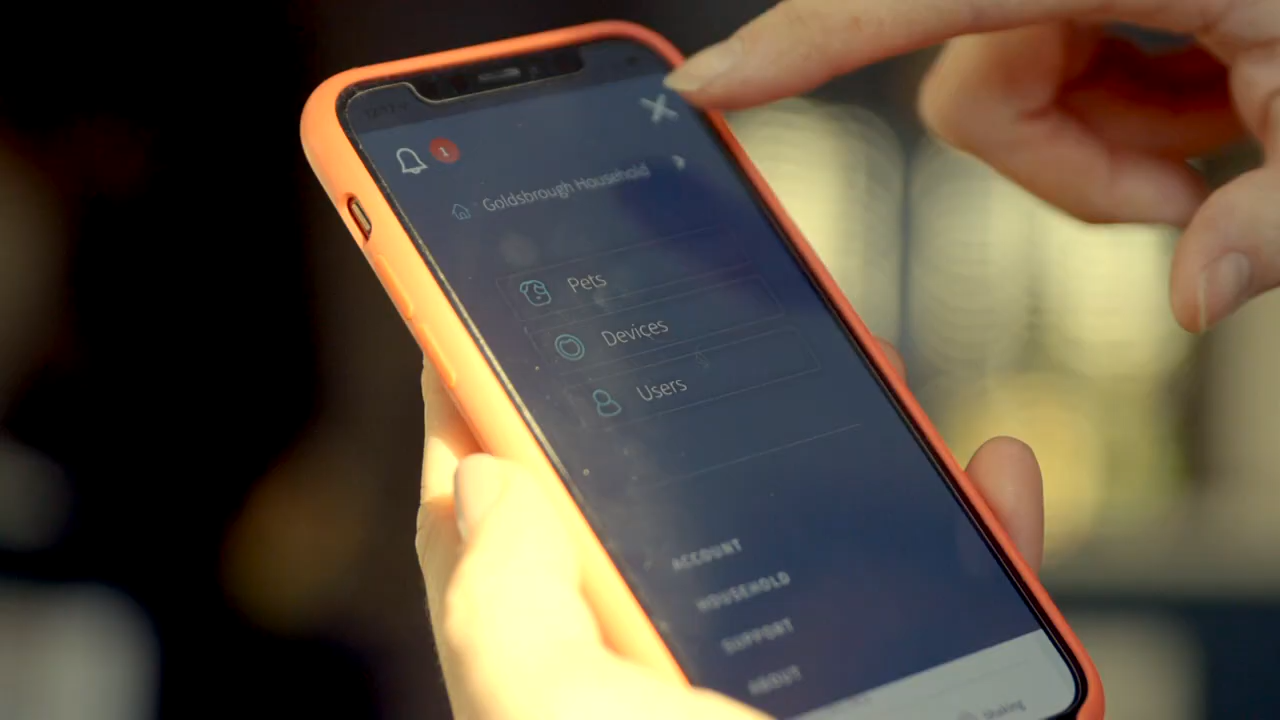 1
Goldsbrough Household
Pets
Devices
Users
ACCOUNT
HOUSEHOLD
SUPPORT
ABOUT